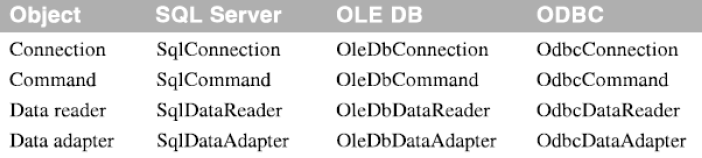 Object SQL Server OLE DB ODBC
Connection SqlConnection OleDbConnection OdbcConnection
Command SqlCommand OleDbCommand OdbcCommand
Data reader SqlDataReader OleDbDataReader OdbcDataReader
Data adapter SqlDataAdapter OleDbDataAdapter OdbcDataAdapter